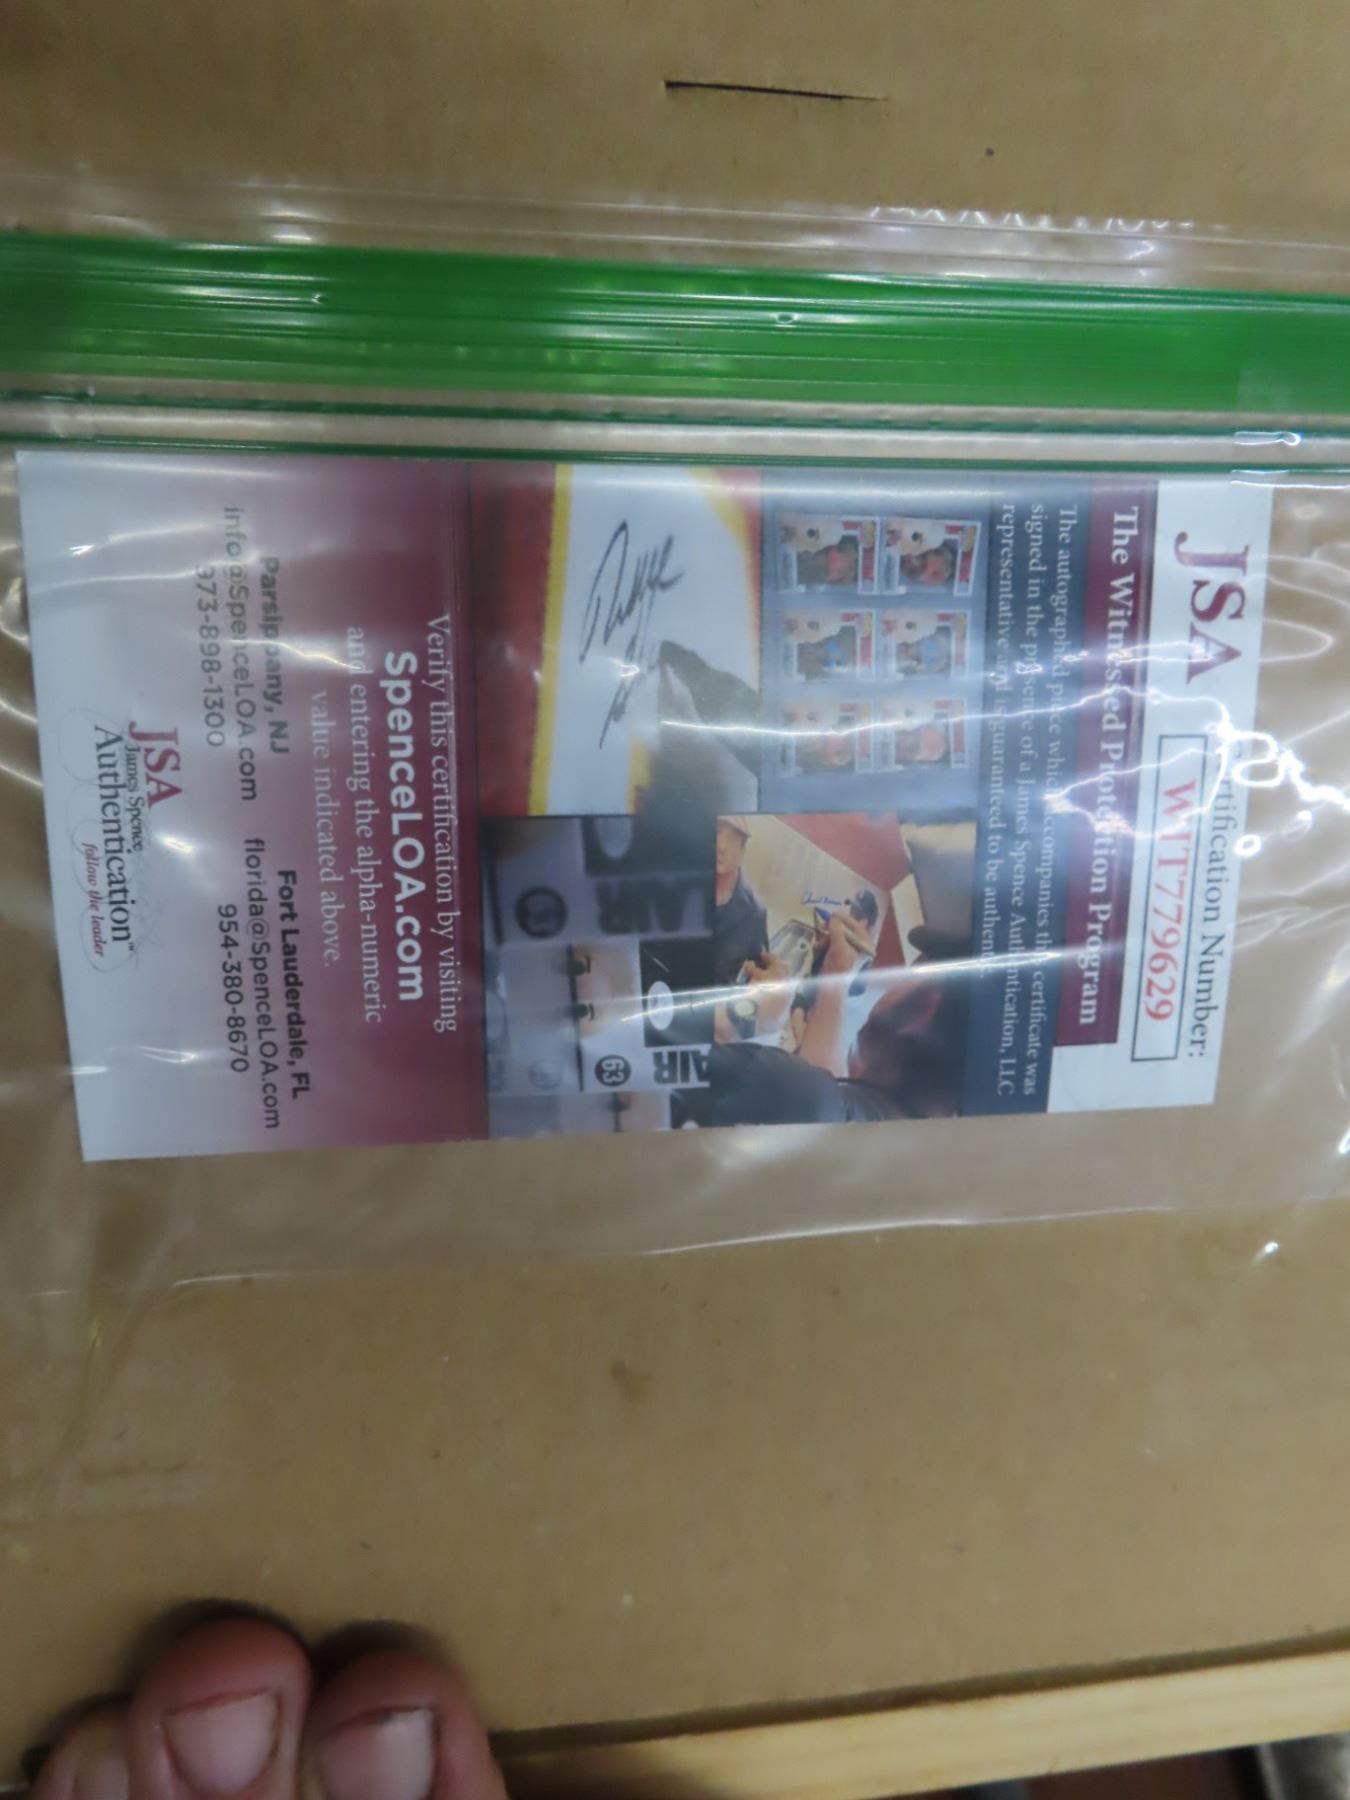 JSA
Certification Number:
WIT779629
The Witnessed Protection Program
The autographed piece which accompanies this certificate was
signed in the presence of a James Spence Authentication, LLC
representative and is guaranteed to be authentic.
LAIR
63
AIR
63
Verify this certification by visiting
SpenceLOA.com
and entering the alpha-numeric
value indicated above.
Parsippany, NJ
info@SpenceLOA.com
973-898-1300
Fort Lauderdale, FL
florida@SpenceLOA.com
954-380-8670
JSA
James Spence
Authentication™
follow the leader